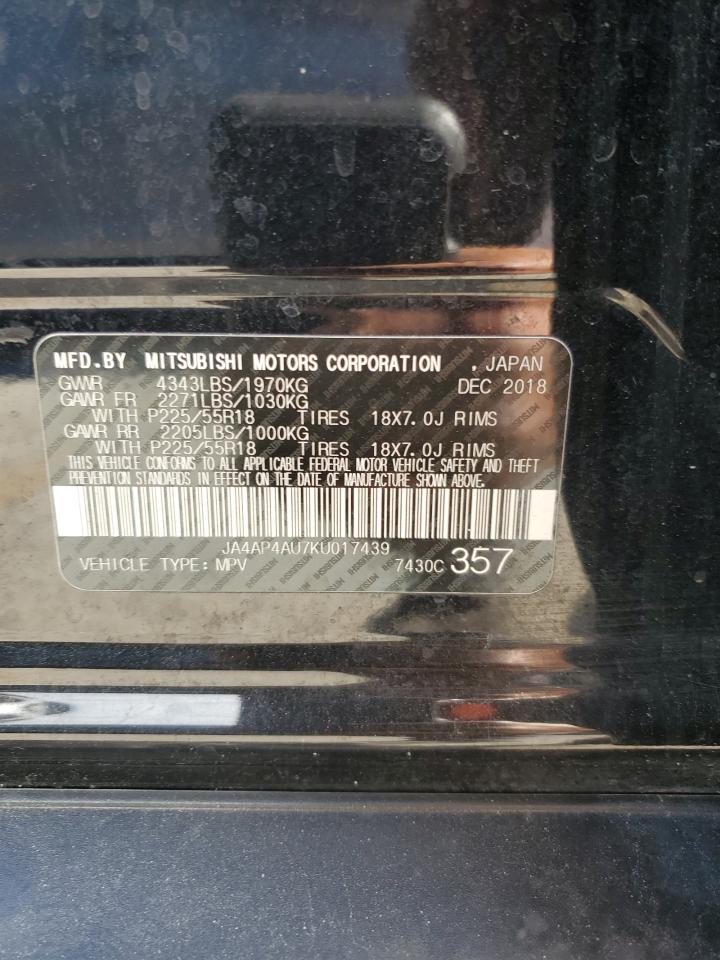 MFD.BY MITSUBISHI MOTORS CORPORATION , JAPAN
GVWR 4343LBS/1970KG DEC 2018
GAWR FR 2271LBS/1030KG
WITH P225/55R18 TIRES 18X7.0J RIMS
GAWR RR 2205LBS/1000KG
WITH P225/55R18 TIRES 18X7.0J RIMS
THIS VEHICLE CONFORMS TO ALL APPLICABLE FEDERAL MOTOR VEHICLE SAFETY AND THEFT
PREVENTION STANDARDS IN EFFECT ON THE DATE OF MANUFACTURE SHOWN ABOVE.
JA4AP4AU7KU017439
VEHICLE TYPE: MPV 7430C 357